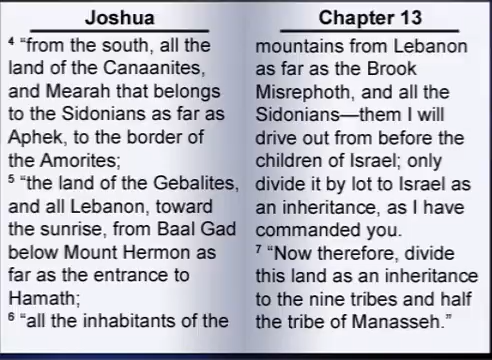 Joshua
Chapter 13
4 “from the south, all the
land of the Canaanites,
and Mearah that belongs
to the Sidonians as far as
Aphek, to the border of
the Amorites;
5 “the land of the Gebalites,
and all Lebanon, toward
the sunrise, from Baal Gad
below Mount Hermon as
far as the entrance to
Hamath;
6 “all the inhabitants of the
mountains from Lebanon
as far as the Brook
Misrephoth, and all the
Sidonians—them I will
drive out from before the
children of Israel; only
divide it by lot to Israel as
an inheritance, as I have
commanded you.
7 “Now therefore, divide
this land as an inheritance
to the nine tribes and half
the tribe of Manasseh.”